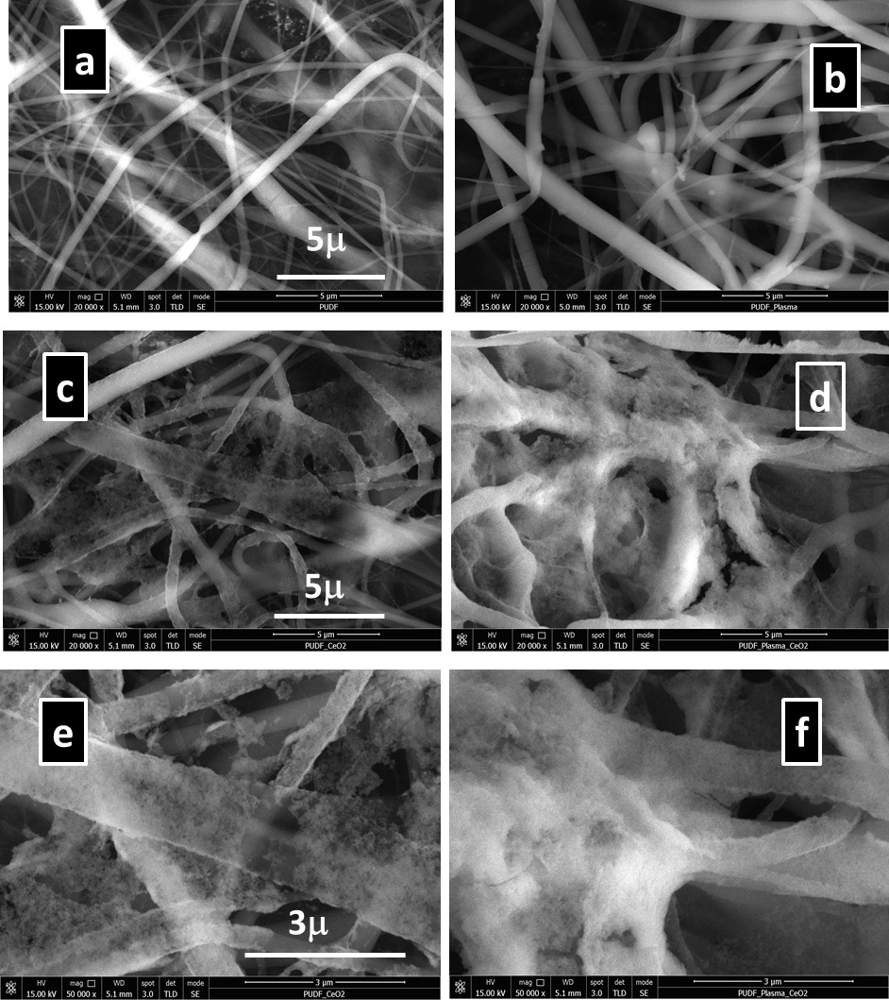 a
5μ
HV mag WD spot det mode 5 μm
15.00 kV 20 000 x 5.1 mm 3.0 TLD SE PUDF
b
HV mag WD spot det mode 5 μm
15.00 kV 20 000 x 5.0 mm 3.0 TLD SE PUDF_Plasma
c
5μ
HV mag WD spot det mode 5 μm
15.00 kV 20 000 x 5.1 mm 3.0 TLD SE PUDF_CeO2
d
HV mag WD spot det mode 5 μm
15.00 kV 20 000 x 5.1 mm 3.0 TLD SE PUDF_Plasma_CeO2
e
3μ
HV mag WD spot det mode 3 μm
15.00 kV 50 000 x 5.1 mm 3.0 TLD SE PUDF_CeO2
f
HV mag WD spot det mode 3 μm
15.00 kV 50 000 x 5.1 mm 3.0 TLD SE PUDF_Plasma_CeO2